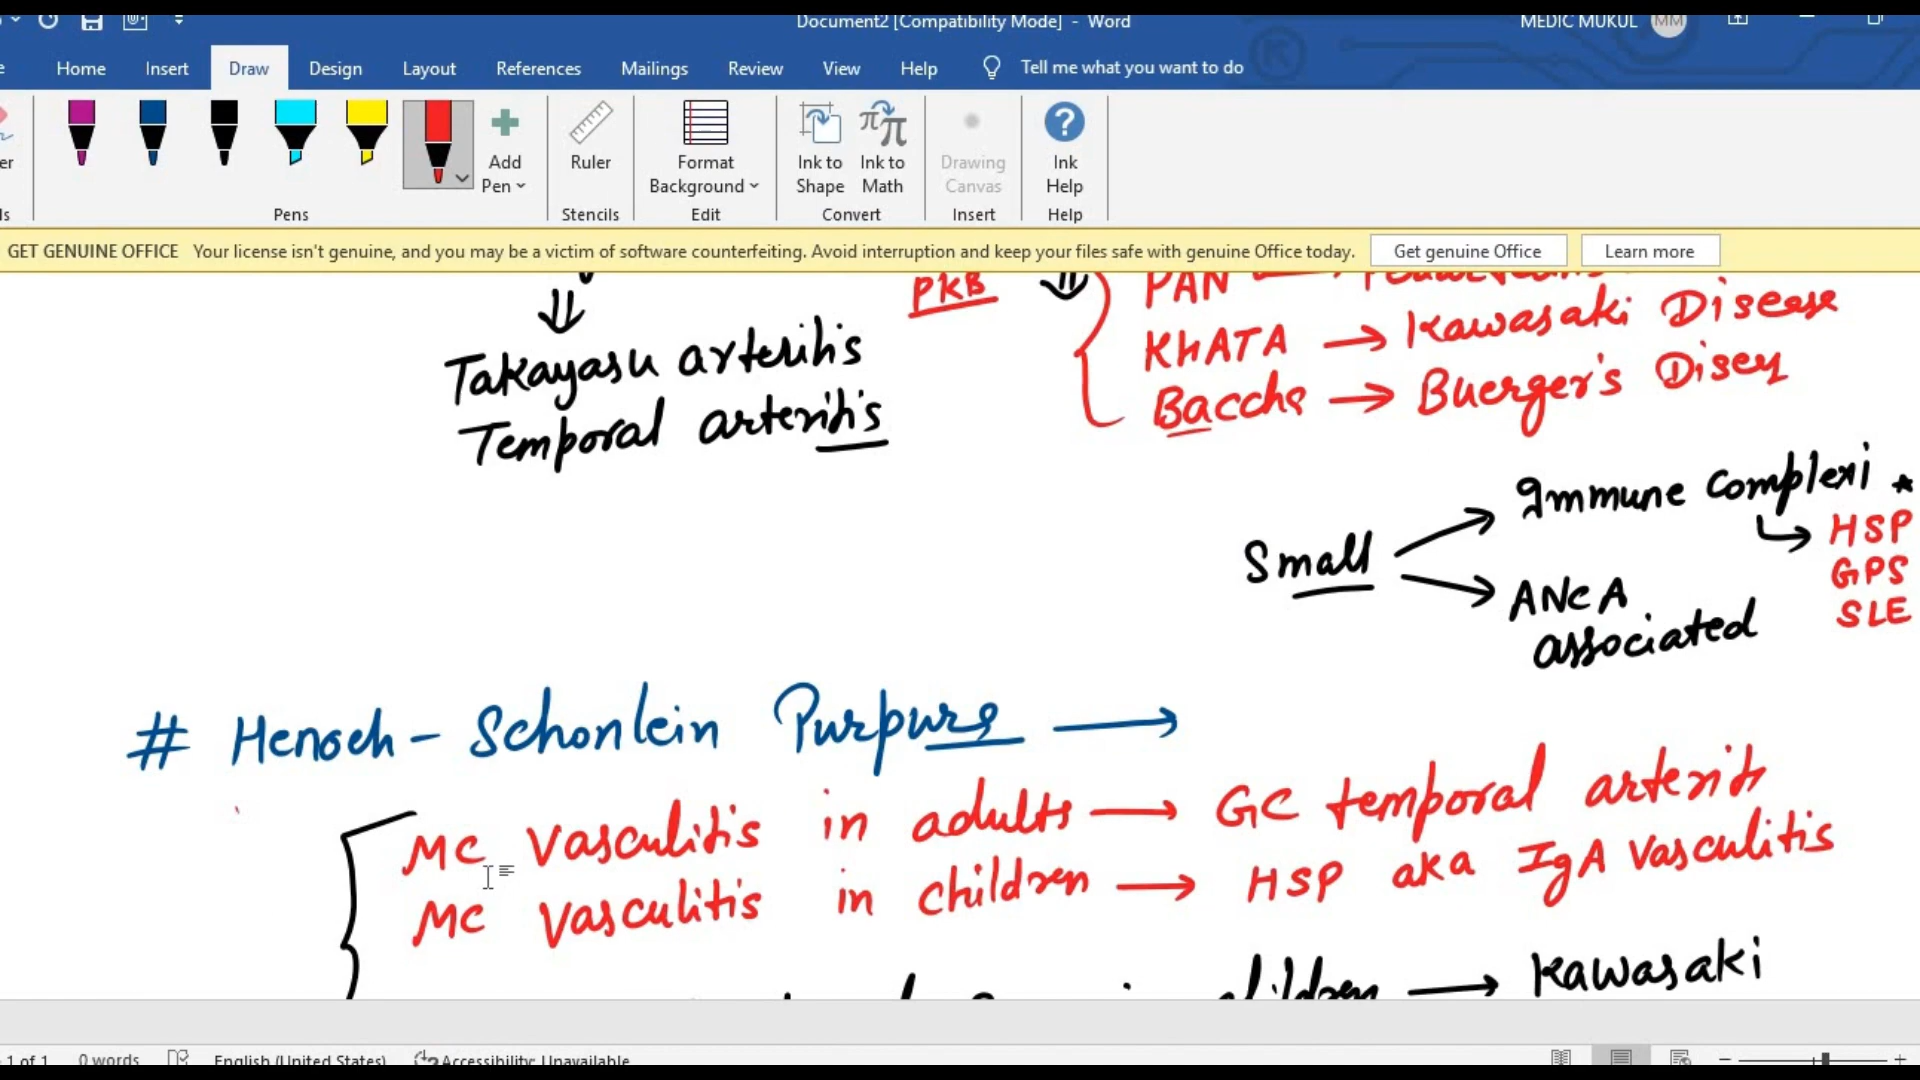 Document2 [Compatibility Mode] - Word
MEDIC MUKUL MM
Home Insert Draw Design Layout References Mailings Review View Help Tell me what you want to do
Add Pen
Ruler
Format Background
Ink to Shape
Ink to Math
Drawing Canvas
Ink Help
Pens Stencils Edit Convert Insert Help
GET GENUINE OFFICE Your license isn't genuine, and you may be a victim of software counterfeiting. Avoid interruption and keep your files safe with genuine Office today. Get genuine Office Learn more
PKB
PAN →
KHATA → Kawasaki Disease
Baccha → Buerger's
Takayasu arteritis
Temporal arteritis
Small
Immune complex
HSP
GPS
SLE
ANCA
associated
# Henoch-Schonlein Purpura →
MC vasculitis in adults → GC temporal arteritis
MC vasculitis in children → HSP aka IgA vasculitis
in children → Kawasaki
1 of 1 0 words English (United States) Accessibility: Unavailable